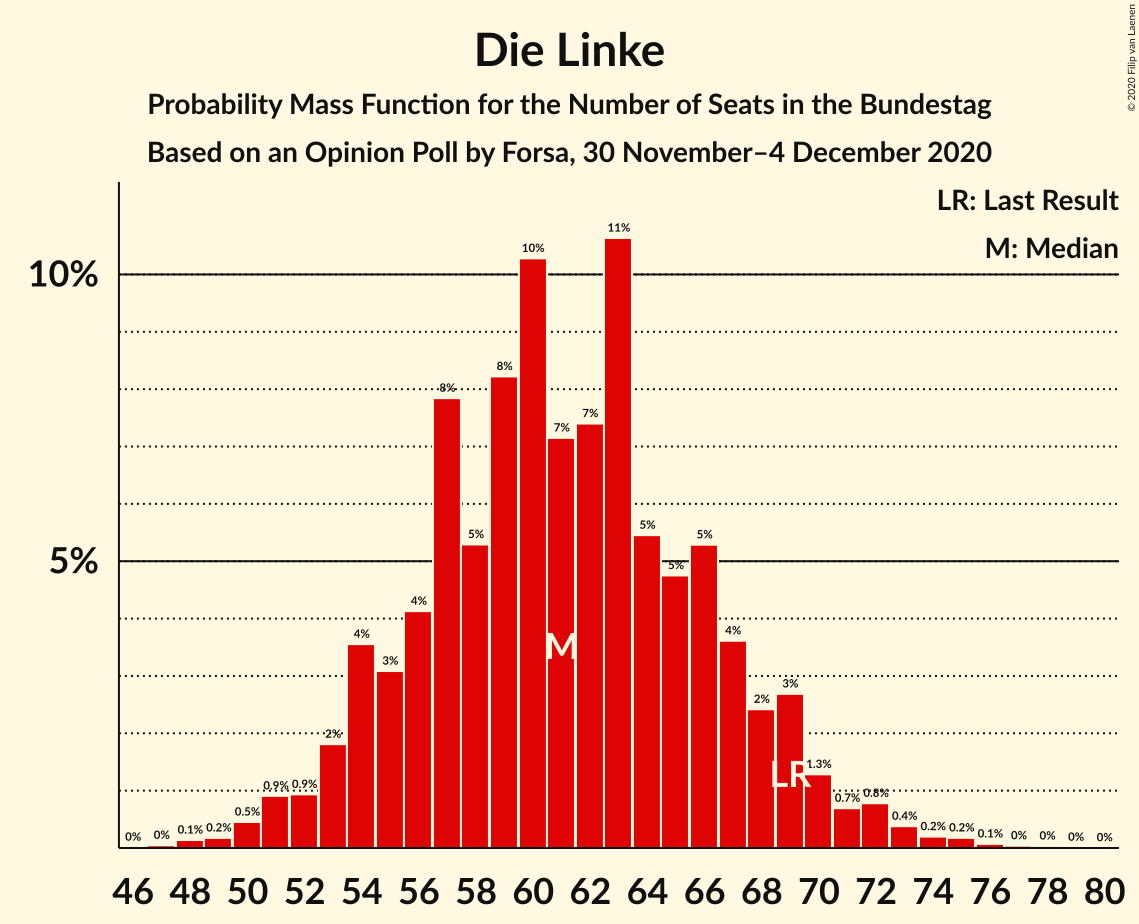 Die Linke
Probability Mass Function for the Number of Seats in the Bundestag
Based on an Opinion Poll by Forsa, 30 November–4 December 2020
© 2020 Filip van Laenen
LR: Last Result
M: Median
10%
5%
0% 0% 0.1% 0.2% 0.5% 0.9% 0.9% 2% 4% 3% 4% 8% 5% 8% 10% 7% 7% 11% 5% 5% 5% 4% 2% 3% 1.3% 0.7% 0.8% 0.4% 0.2% 0.2% 0.1% 0% 0% 0% 0%
M
LR
46 48 50 52 54 56 58 60 62 64 66 68 70 72 74 76 78 80